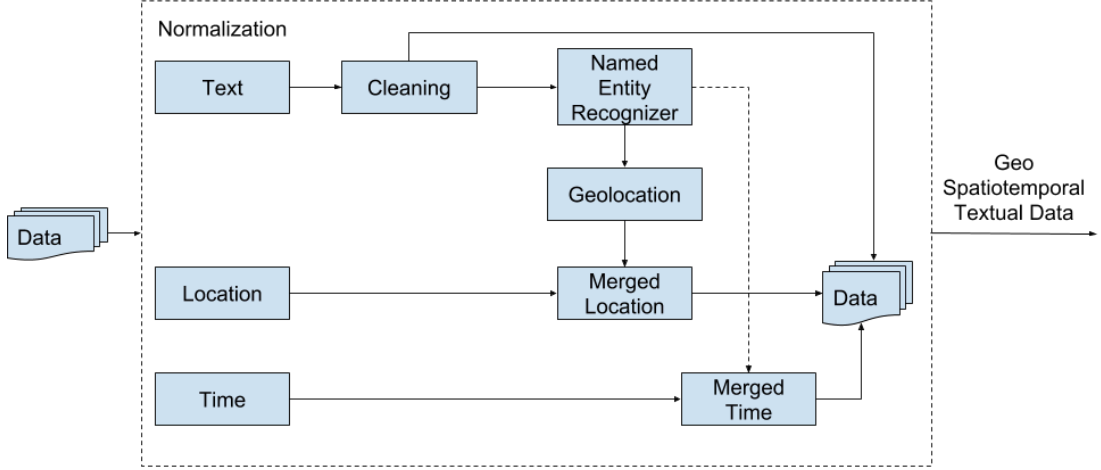 Normalization
Text
Cleaning
Named
Entity
Recognizer
Geolocation
Geo
Spatiotemporal
Textual Data
Data
Location
Merged
Location
Data
Time
Merged
Time